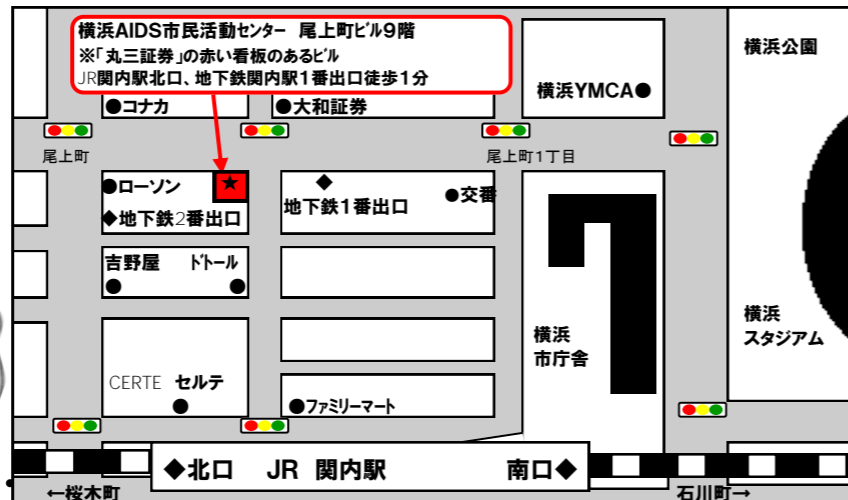 横浜AIDS市民活動センター 尾上町ビル9階
※「丸三証券」の赤い看板のあるビル
JR関内駅北口、地下鉄関内駅1番出口徒歩1分
横浜公園
横浜YMCA●
●コナカ
●大和証券
尾上町
尾上町1丁目
●ローソン
★
◆地下鉄2番出口
◆
地下鉄1番出口
●交番
吉野屋 ドトール
横浜
市庁舎
横浜
スタジアム
CERTE セルテ
●ファミリーマート
◆北口 JR 関内駅 南口◆
←桜木町
石川町→